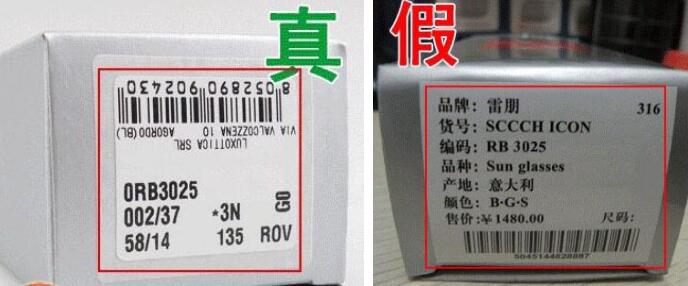 真
8 052890 902430
VIA VALCOZZENA 10 AGORDO (BL)
LUXOTTICA SRL
0RB3025
002/37 *3N G0
58/14 135 ROV
假
品牌: 雷朋 316
货号: SCCCH ICON
编码: RB 3025
品种: Sun glasses
产地: 意大利
颜色: B·G·S
售价:¥1480.00 尺码:
5045144628887